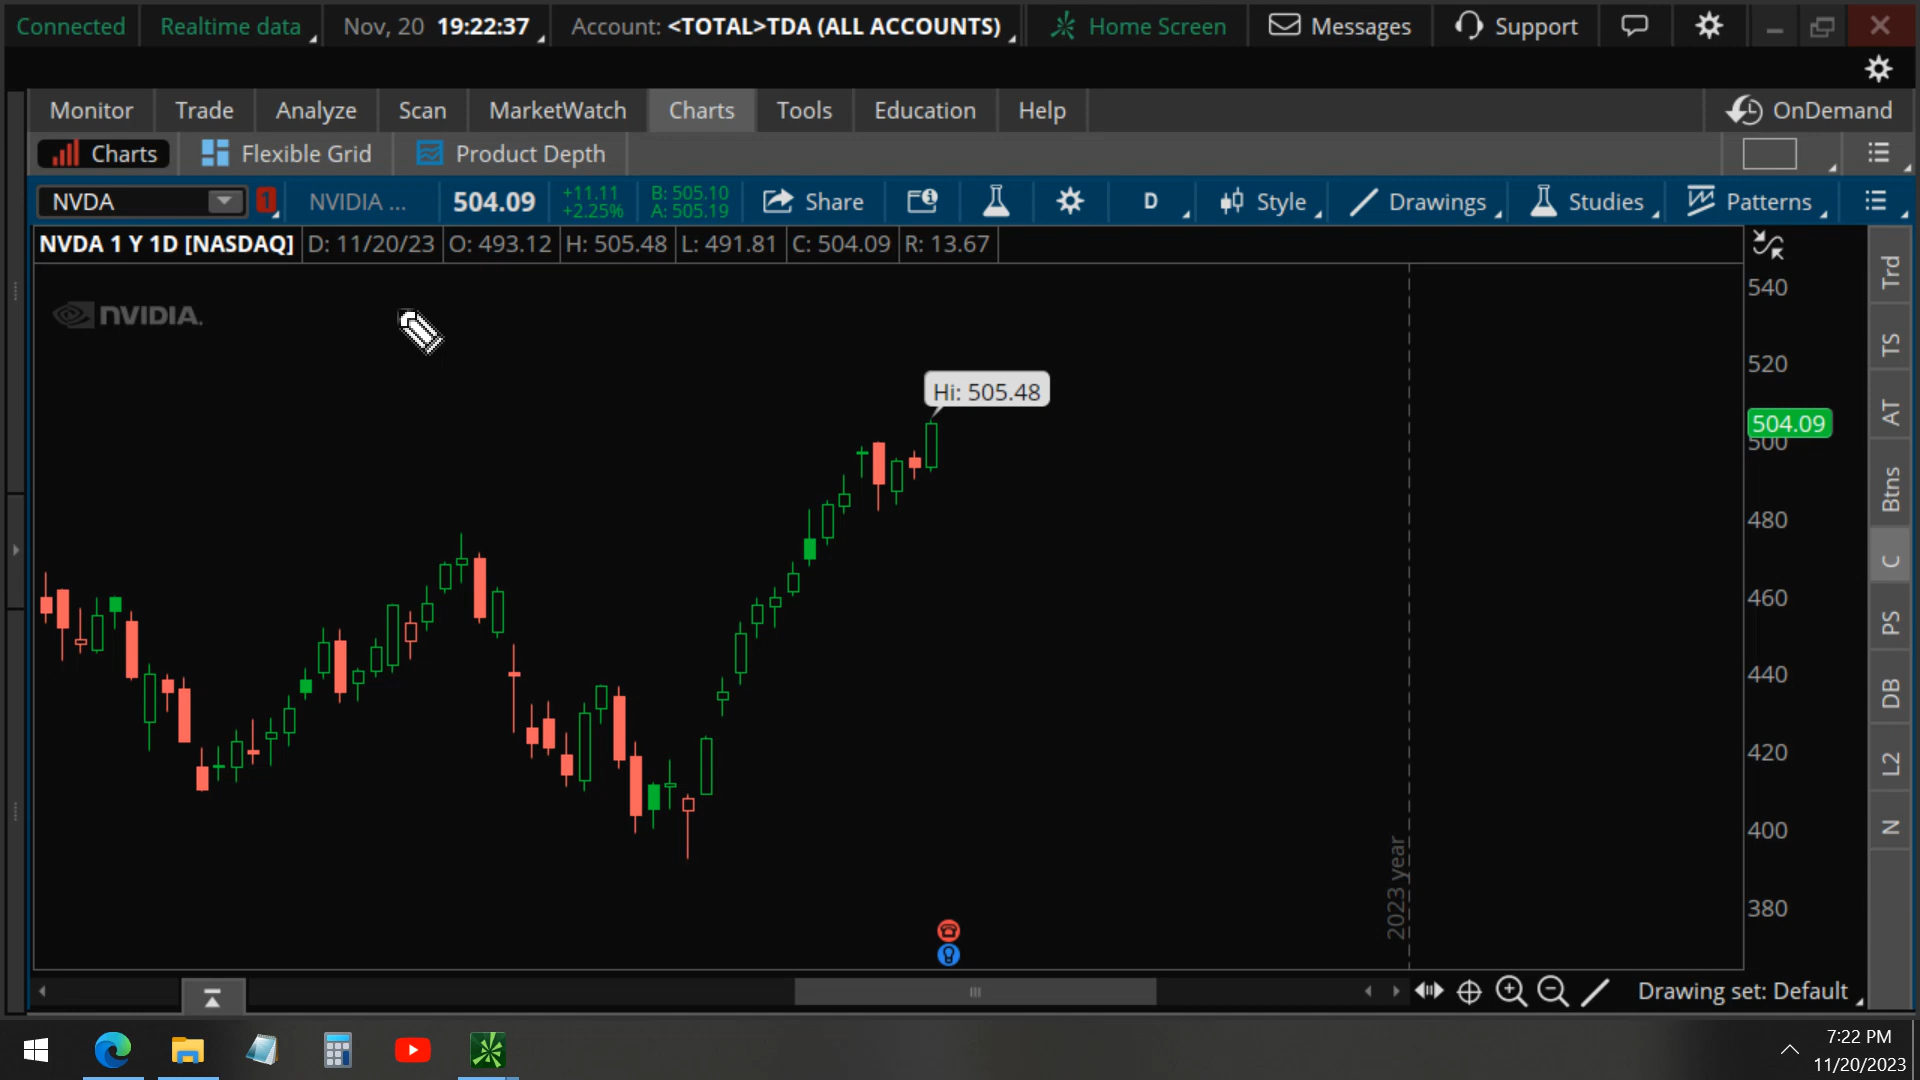 Connected Realtime data Nov, 20 19:22:37 Account: <TOTAL>TDA (ALL ACCOUNTS) Home Screen Messages Support
Monitor Trade Analyze Scan MarketWatch Charts Tools Education Help OnDemand
Charts Flexible Grid Product Depth
NVDA 1 NVIDIA ... 504.09 +11.11 +2.25% B: 505.10 A: 505.19 Share D Style Drawings Studies Patterns
NVDA 1 Y 1D [NASDAQ] D: 11/20/23 O: 493.12 H: 505.48 L: 491.81 C: 504.09 R: 13.67
NVIDIA.
Hi: 505.48
540
520
504.09
500
480
460
440
420
400
380
2023 year
Trd
TS
AT
Btns
C
PS
DB
L2
N
Drawing set: Default
7:22 PM
11/20/2023